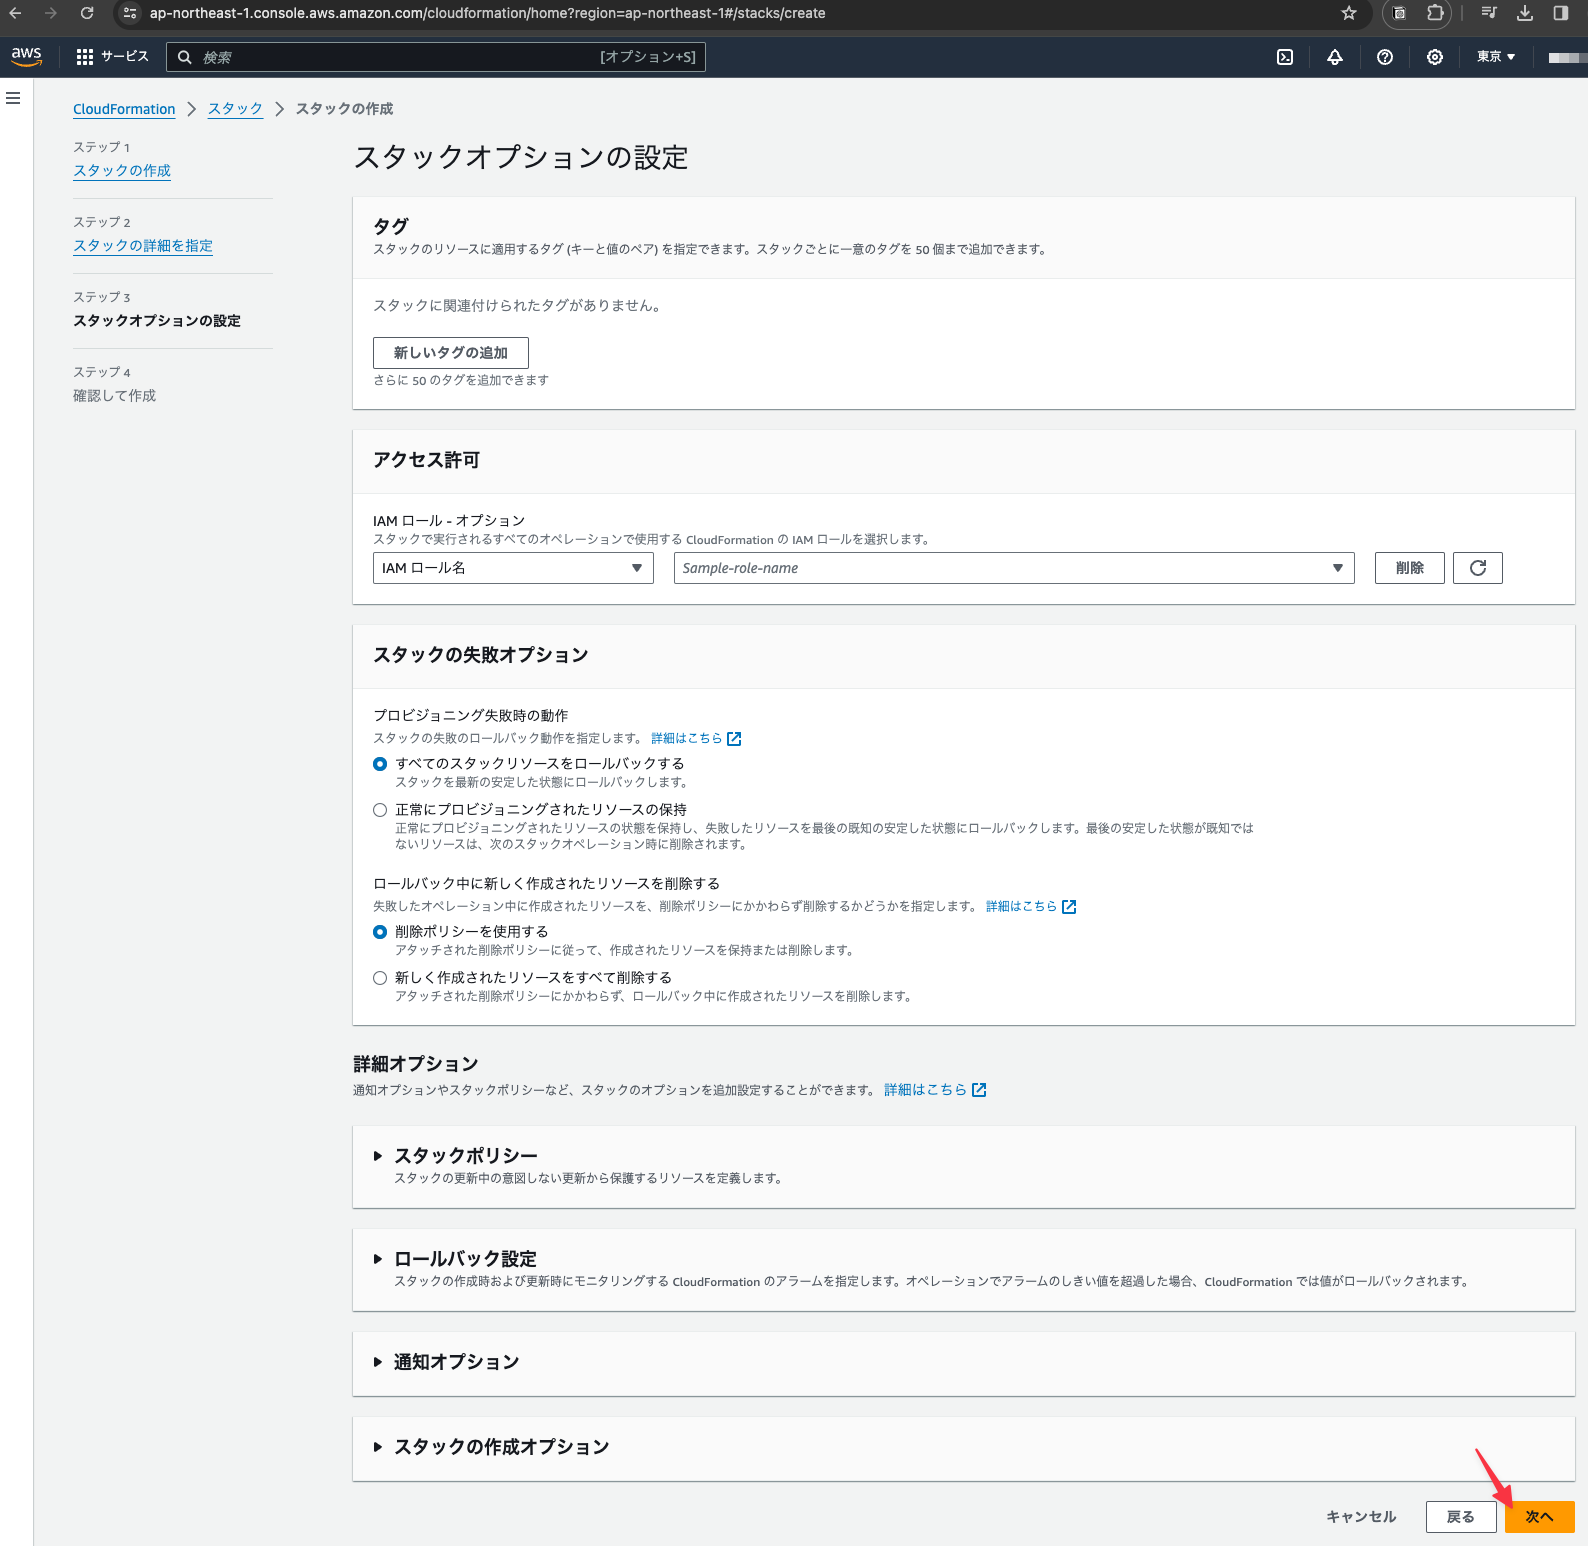 ap-northeast-1.console.aws.amazon.com/cloudformation/home?region=ap-northeast-1#/stacks/create
aws
サービス
検索
[オプション+S]
東京
CloudFormation
スタック
スタックの作成
ステップ 1
スタックの作成
ステップ 2
スタックの詳細を指定
ステップ 3
スタックオプションの設定
ステップ 4
確認して作成
スタックオプションの設定
タグ
スタックのリソースに適用するタグ (キーと値のペア) を指定できます。スタックごとに一意のタグを 50 個まで追加できます。
スタックに関連付けられたタグがありません。
新しいタグの追加
さらに 50 のタグを追加できます
アクセス許可
IAM ロール - オプション
スタックで実行されるすべてのオペレーションで使用する CloudFormation の IAM ロールを選択します。
IAM ロール名
Sample-role-name
削除
スタックの失敗オプション
プロビジョニング失敗時の動作
スタックの失敗のロールバック動作を指定します。 詳細はこちら
すべてのスタックリソースをロールバックする
スタックを最新の安定した状態にロールバックします。
正常にプロビジョニングされたリソースの保持
正常にプロビジョニングされたリソースの状態を保持し、失敗したリソースを最後の既知の安定した状態にロールバックします。最後の安定した状態が既知では
ないリソースは、次のスタックオペレーション時に削除されます。
ロールバック中に新しく作成されたリソースを削除する
失敗したオペレーション中に作成されたリソースを、削除ポリシーにかかわらず削除するかどうかを指定します。 詳細はこちら
削除ポリシーを使用する
アタッチされた削除ポリシーに従って、作成されたリソースを保持または削除します。
新しく作成されたリソースをすべて削除する
アタッチされた削除ポリシーにかかわらず、ロールバック中に作成されたリソースを削除します。
詳細オプション
通知オプションやスタックポリシーなど、スタックのオプションを追加設定することができます。 詳細はこちら
スタックポリシー
スタックの更新中の意図しない更新から保護するリソースを定義します。
ロールバック設定
スタックの作成時および更新時にモニタリングする CloudFormation のアラームを指定します。オペレーションでアラームのしきい値を超過した場合、CloudFormation では値がロールバックされます。
通知オプション
スタックの作成オプション
キャンセル
戻る
次へ